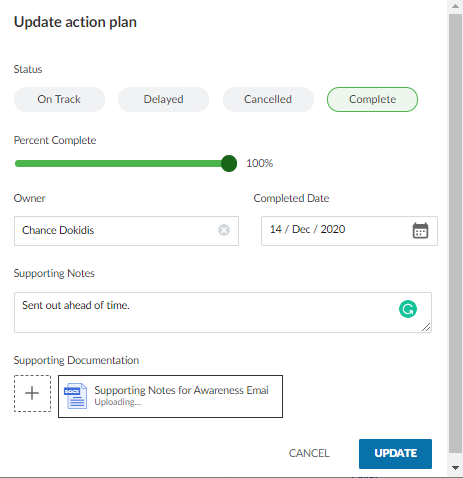 Update action plan
Status
On Track
Delayed
Cancelled
Complete
Percent Complete
100%
Owner
Completed Date
Chance Dokidis
14 / Dec / 2020
Supporting Notes
Sent out ahead of time.
Supporting Documentation
DOCX
Supporting Notes for Awareness Emai
Uploading...
CANCEL
UPDATE